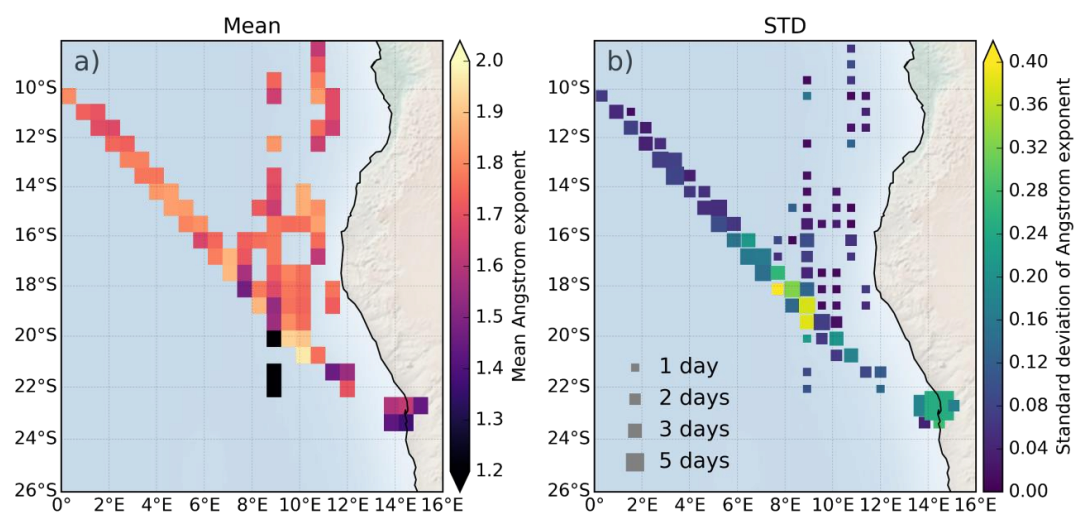 Mean
STD
a)
b)
10°S
12°S
14°S
16°S
18°S
20°S
22°S
24°S
26°S
0°
2°E
4°E
6°E
8°E
10°E
12°E
14°E
16°E
2.0
1.9
1.8
1.7
1.6
1.5
1.4
1.3
1.2
Mean Angstrom exponent
10°S
12°S
14°S
16°S
18°S
20°S
22°S
24°S
26°S
0°
2°E
4°E
6°E
8°E
10°E
12°E
14°E
16°E
1 day
2 days
3 days
5 days
0.40
0.36
0.32
0.28
0.24
0.20
0.16
0.12
0.08
0.04
0.00
Standard deviation of Angstrom exponent